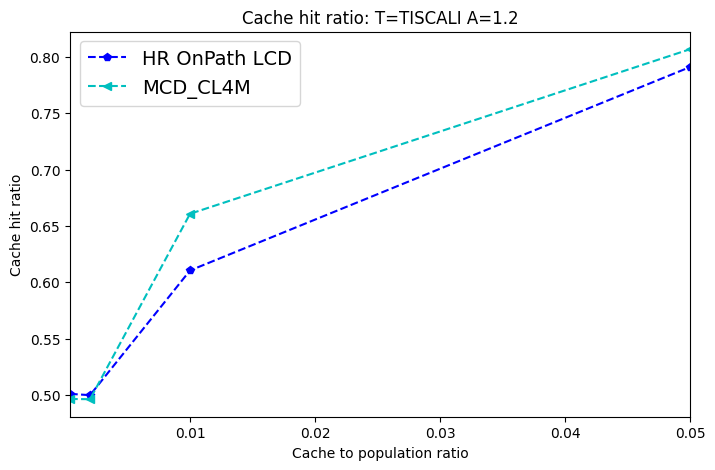 Cache hit ratio: T=TISCALI A=1.2
HR OnPath LCD
MCD_CL4M
Cache hit ratio
0.80
0.75
0.70
0.65
0.60
0.55
0.50
0.01
0.02
0.03
0.04
0.05
Cache to population ratio